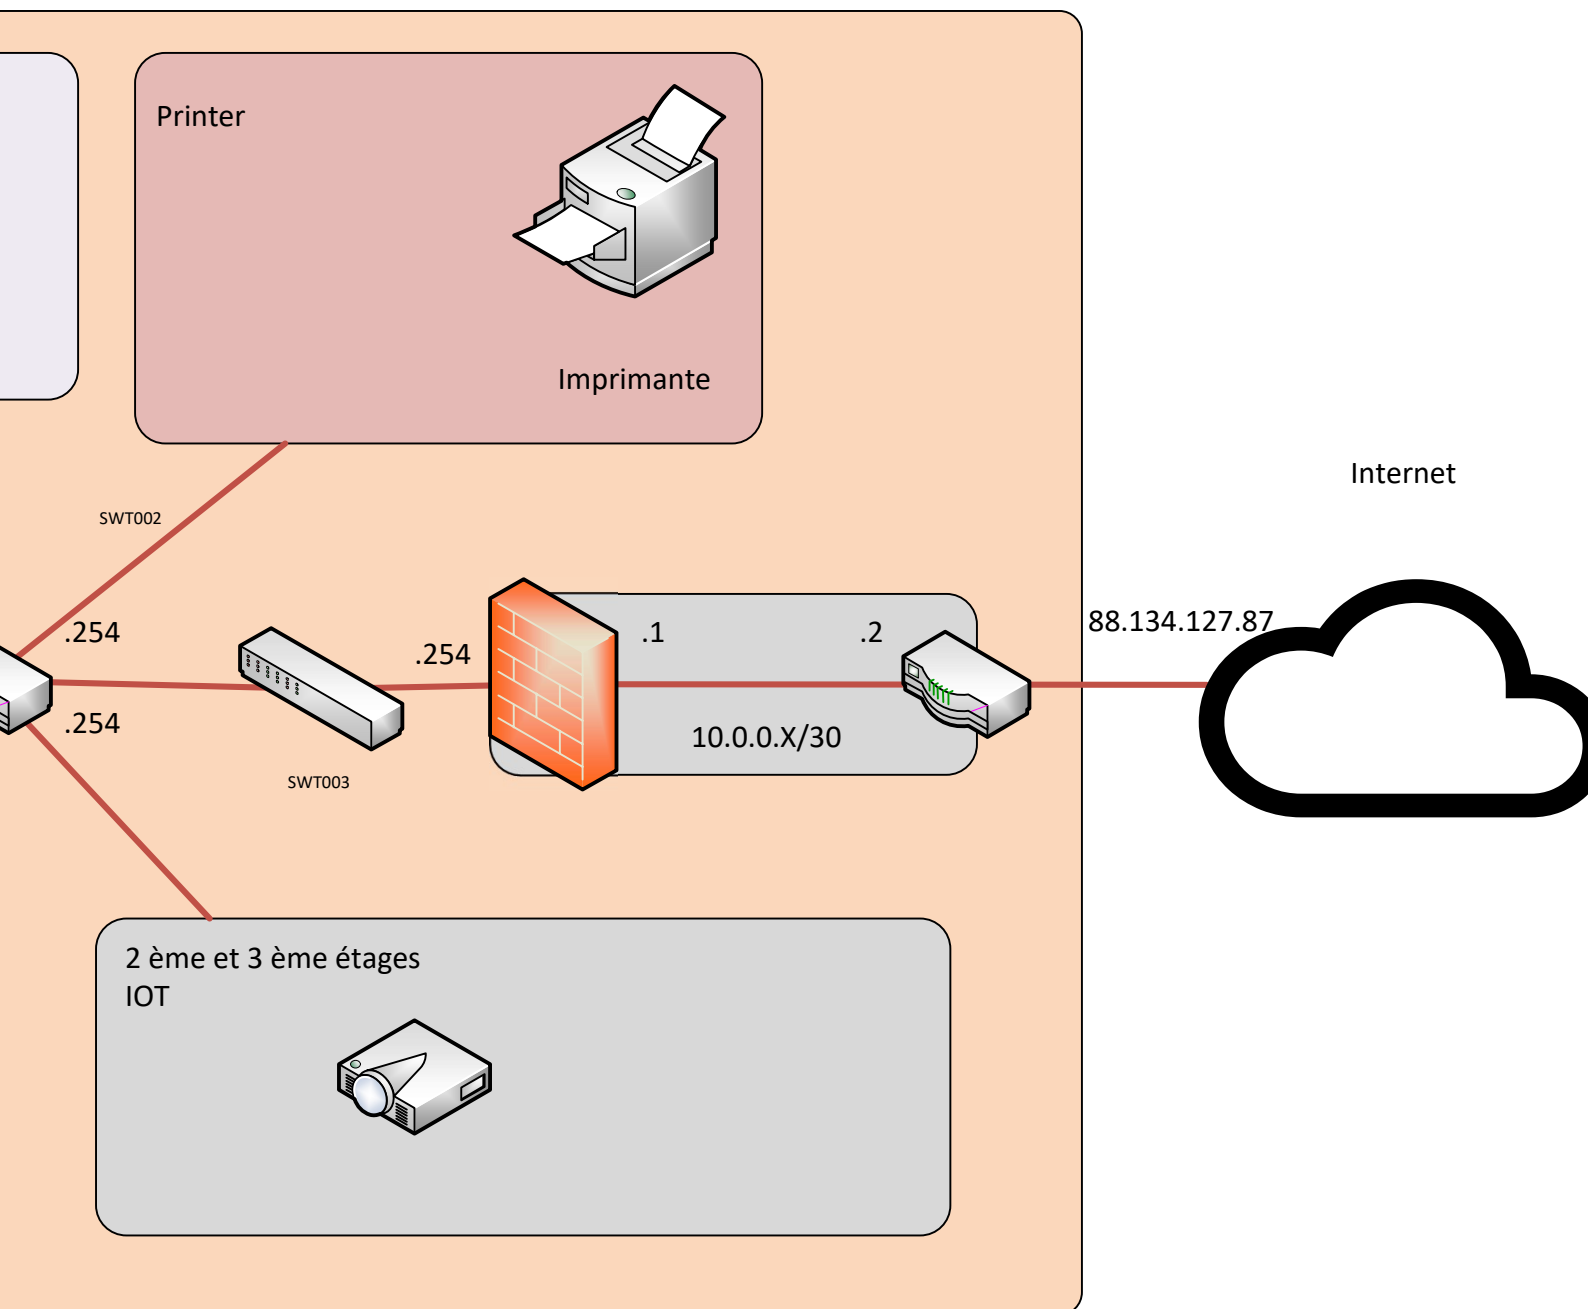 Printer
Imprimante
Internet
SWT002
88.134.127.87
.254
.1
.2
.254
.254
10.0.0.X/30
SWT003
2 ème et 3 ème étages
IOT